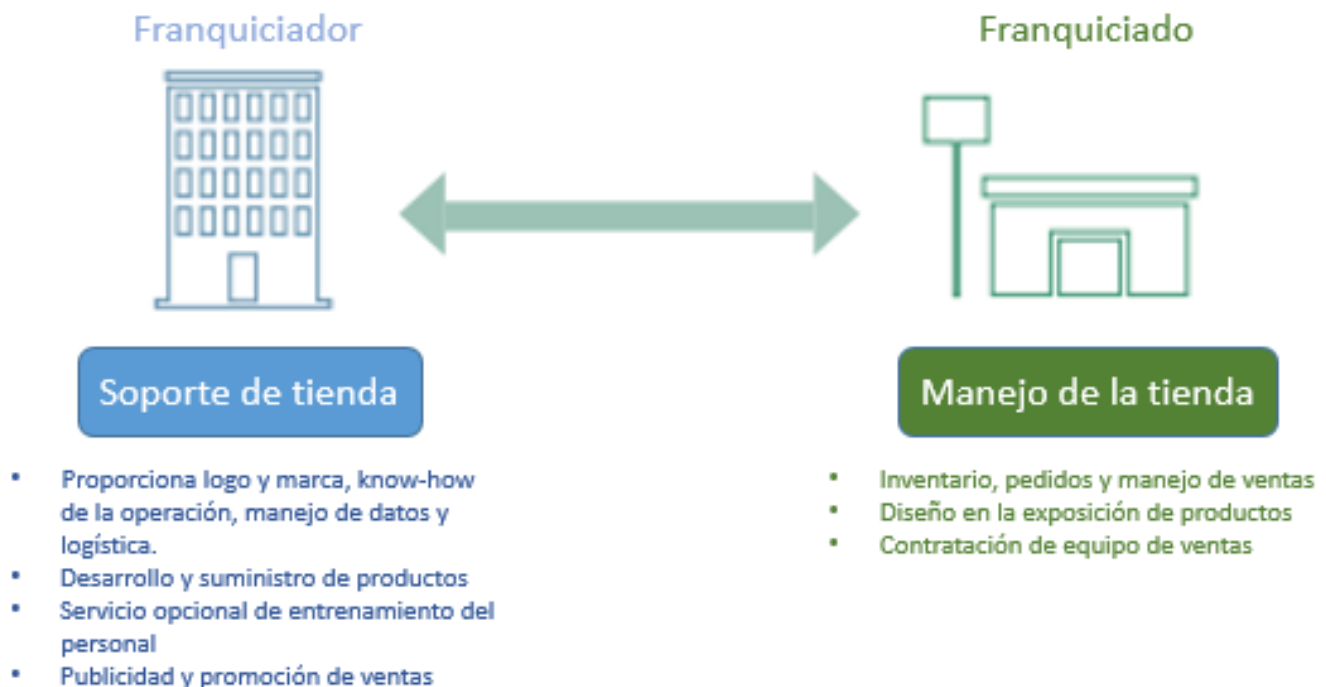 Franquiciador
Franquiciado
Soporte de tienda
Manejo de la tienda
• Proporciona logo y marca, know-how
de la operación, manejo de datos y
logística.
• Desarrollo y suministro de productos
• Servicio opcional de entrenamiento del
personal
• Publicidad y promoción de ventas
• Inventario, pedidos y manejo de ventas
• Diseño en la exposición de productos
• Contratación de equipo de ventas